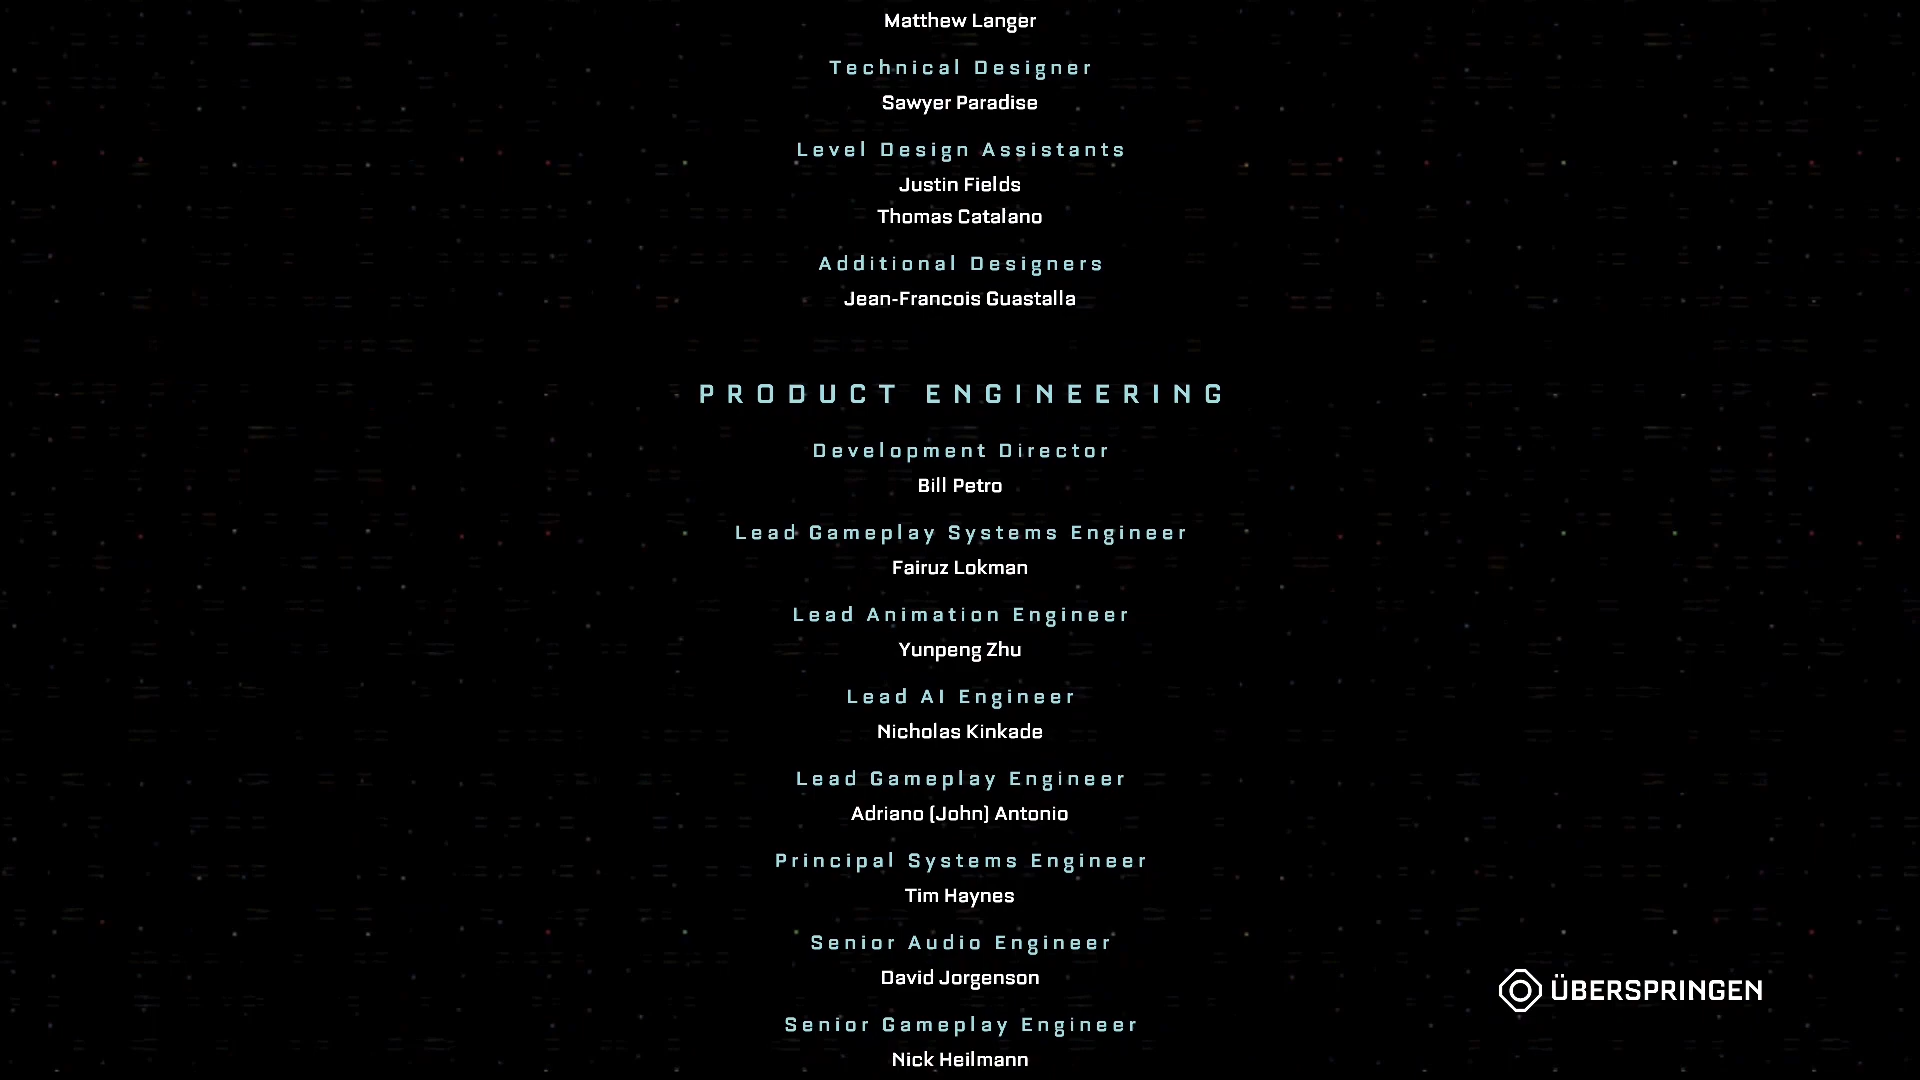 Matthew Langer
Technical Designer
Sawyer Paradise
Level Design Assistants
Justin Fields
Thomas Catalano
Additional Designers
Jean-Francois Guastalla
PRODUCT ENGINEERING
Development Director
Bill Petro
Lead Gameplay Systems Engineer
Fairuz Lokman
Lead Animation Engineer
Yunpeng Zhu
Lead AI Engineer
Nicholas Kinkade
Lead Gameplay Engineer
Adriano (John) Antonio
Principal Systems Engineer
Tim Haynes
Senior Audio Engineer
David Jorgenson
ÜBERSPRINGEN
Senior Gameplay Engineer
Nick Heilmann